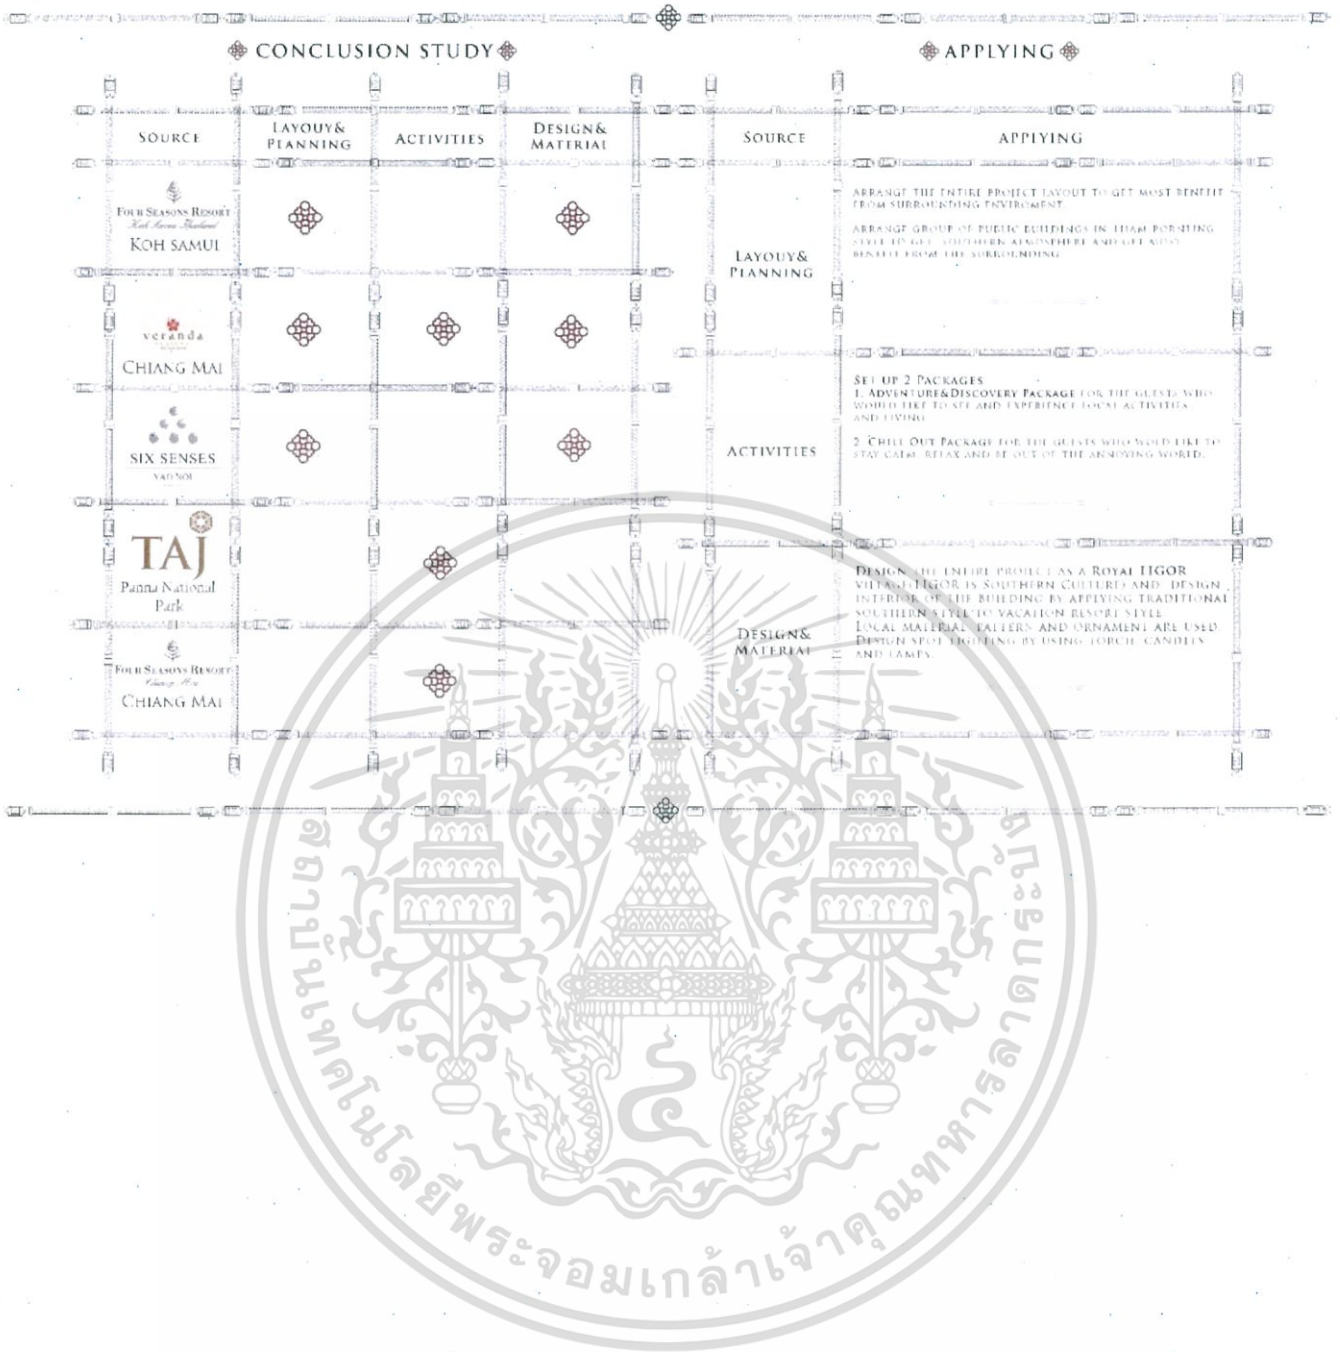 CONCLUSION STUDY
SOURCE
LAYOUY&
PLANNING
ACTIVITIES
DESIGN&
MATERIAL
FOUR SEASONS RESORT
KOH SAMUI
veranda
CHIANG MAI
SIX SENSES
YAO NOI
TAJ
Panna National
Park
FOUR SEASONS RESORT
CHIANG MAI
APPLYING
SOURCE
APPLYING
LAYOUY&
PLANNING
ARRANGE THE ENTIRE PROJECT LAYOUT TO GET MOST BENEFIT
FROM SURROUNDING ENVIROMENT.
ARRANGE GROUP OF PUBLIC BUILDINGS IN
STYLE TO GET SOUTHERN ATMOSPHERE AND GET MOST
BENEFIT FROM THE SURROUNDING
ACTIVITIES
SET UP 2 PACKAGES
1. ADVENTURE&DISCOVERY PACKAGE FOR THE GUESTS WHO
WOULD LIKE TO SEE AND EXPERIENCE LOCAL ACTIVITIES
AND LIVING
2. CHILL OUT PACKAGE FOR THE GUESTS WHO WOLD LIKE TO
STAY CALM, RELAX AND BE OUT OF THE ANNOYING WORLD.
DESIGN&
MATERIAL
DESIGN THE ENTIRE PROJECT AS A ROYAL LIGOR
VILLAGE(LIGOR IS SOUTHERN CULTURE) AND DESIGN
INTERIOR OF THE BUILDING BY APPLYING TRADITIONAL
SOUTHERN STYLE TO VACATION RESORT STYLE
LOCAL MATERIAL, PATTERN AND ORNAMENT ARE USED.
DESIGN SPOT LIGHTING BY USING TORCH, CANDLES
AND LAMPS.
สถาบันเทคโนโลยีพระจอมเกล้าเจ้าคุณทหารลาดกระบัง